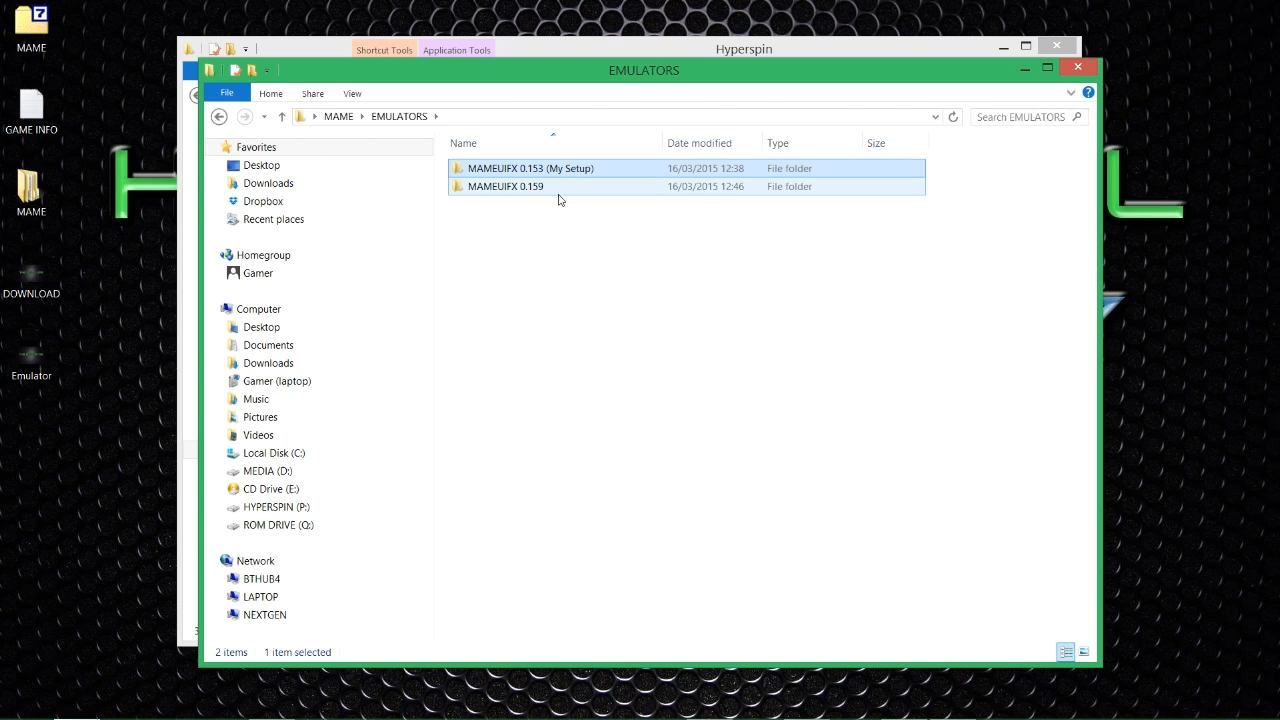 MAME
GAME INFO
MAME
DOWNLOAD
Emulator
Shortcut Tools
Application Tools
Hyperspin
EMULATORS
File
Home
Share
View
MAME
EMULATORS
Search EMULATORS
Name
Date modified
Type
Size
MAMEUIFX 0.153 (My Setup)
16/03/2015 12:38
File folder
MAMEUIFX 0.159
16/03/2015 12:46
File folder
Favorites
Desktop
Downloads
Dropbox
Recent places
Homegroup
Gamer
Computer
Desktop
Documents
Downloads
Gamer (laptop)
Music
Pictures
Videos
Local Disk (C:)
MEDIA (D:)
CD Drive (E:)
HYPERSPIN (P:)
ROM DRIVE (Q:)
Network
BTHUB4
LAPTOP
NEXTGEN
2 items
1 item selected